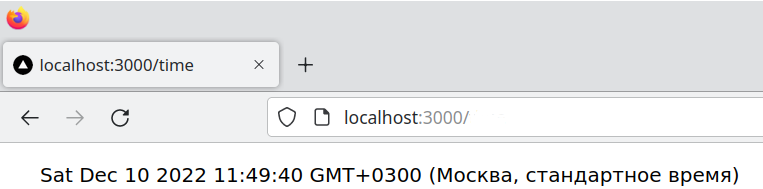 localhost:3000/time
localhost:3000/
Sat Dec 10 2022 11:49:40 GMT+0300 (Москва, стандартное время)